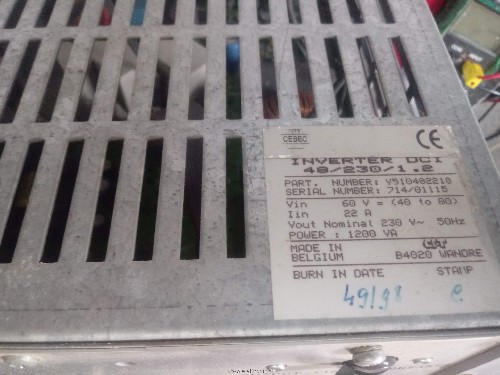 CEBEC
CE
INVERTER DCI
48/230/1.2
PART. NUMBER: V510402210
SERIAL NUMBER: 714/01115
Vin 60 V = (40 to 80)
Iin 22 A
Vout Nominal 230 V~ 50Hz
POWER : 1200 VA
MADE IN
BELGIUM B4020 WANDRE
BURN IN DATE STAMP
49/98 e